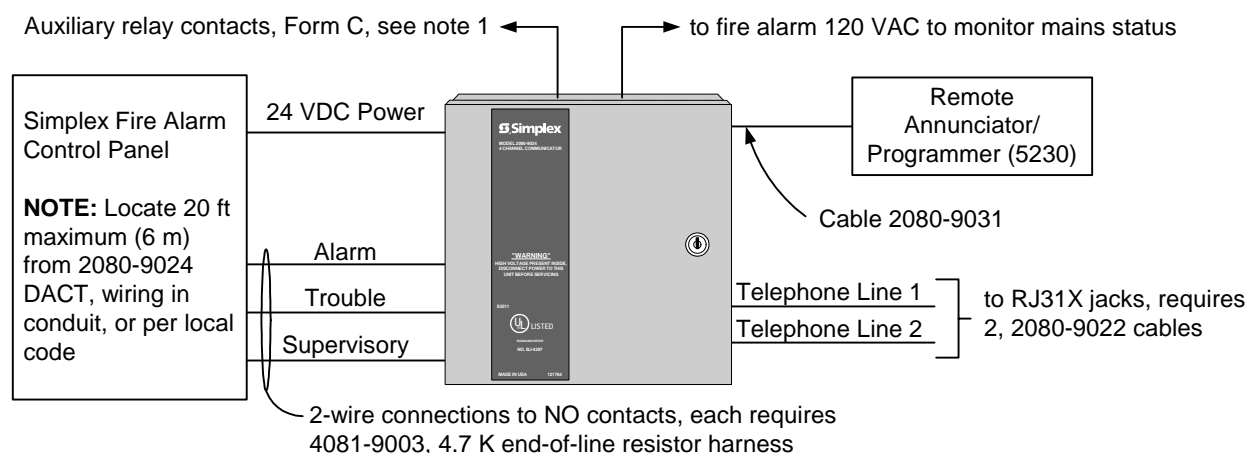 Auxiliary relay contacts, Form C, see note 1
to fire alarm 120 VAC to monitor mains status
Simplex Fire Alarm
Control Panel
NOTE: Locate 20 ft
maximum (6 m)
from 2080-9024
DACT, wiring in
conduit, or per local
code
24 VDC Power
Alarm
Trouble
Supervisory
Simplex
MODEL 2080-9024
4 CHANNEL COMMUNICATOR
"WARNING"
HIGH VOLTAGE PRESENT INSIDE.
DISCONNECT POWER TO THIS
UNIT BEFORE SERVICING
UL LISTED
SIGNALING DEVICE
MADE IN USA
Remote
Annunciator/
Programmer (5230)
Cable 2080-9031
Telephone Line 1
Telephone Line 2
to RJ31X jacks, requires
2, 2080-9022 cables
2-wire connections to NO contacts, each requires
4081-9003, 4.7 K end-of-line resistor harness